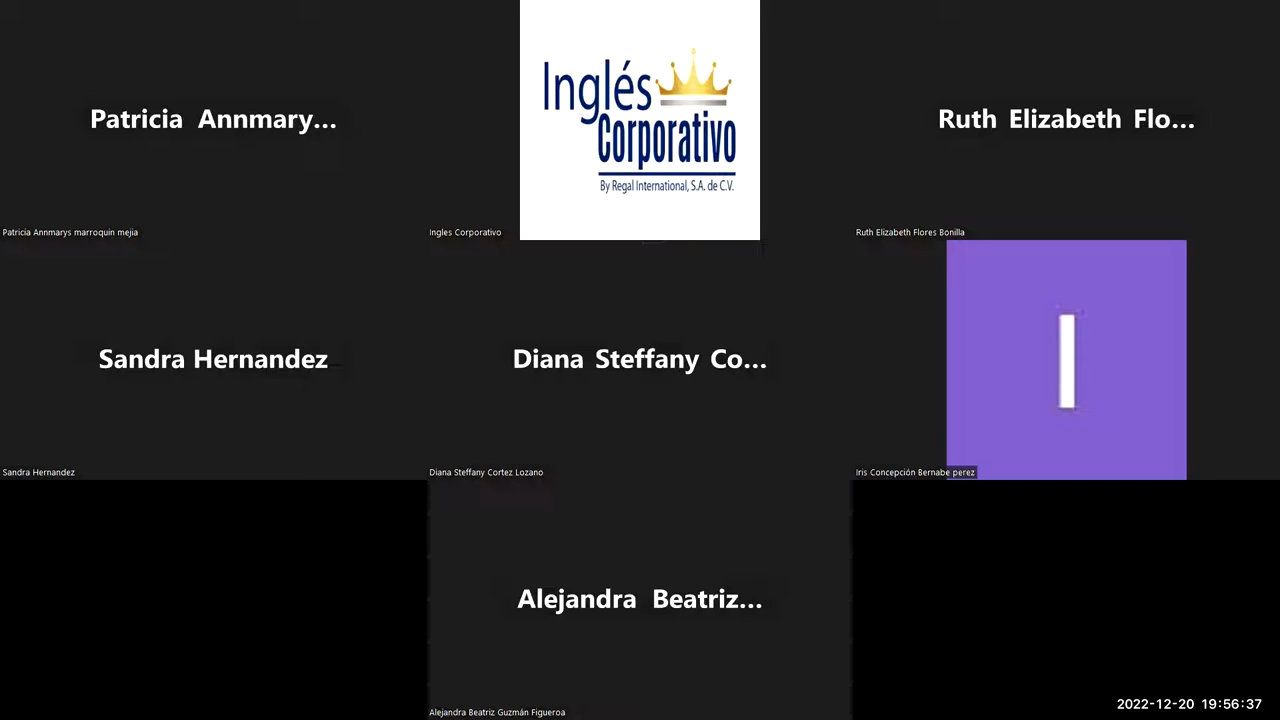 Patricia Annmary...
Patricia Annmarys marroquin mejia
Inglés
Corporativo
By Regal International, S.A. de C.V.
Ingles Corporativo
Ruth Elizabeth Flo...
Ruth Elizabeth Flores Bonilla
Sandra Hernandez
Sandra Hernandez
Diana Steffany Co...
Diana Steffany Cortez Lozano
I
Iris Concepción Bernabe perez
Alejandra Beatriz...
Alejandra Beatriz Guzmán Figueroa
2022-12-20 19:56:37